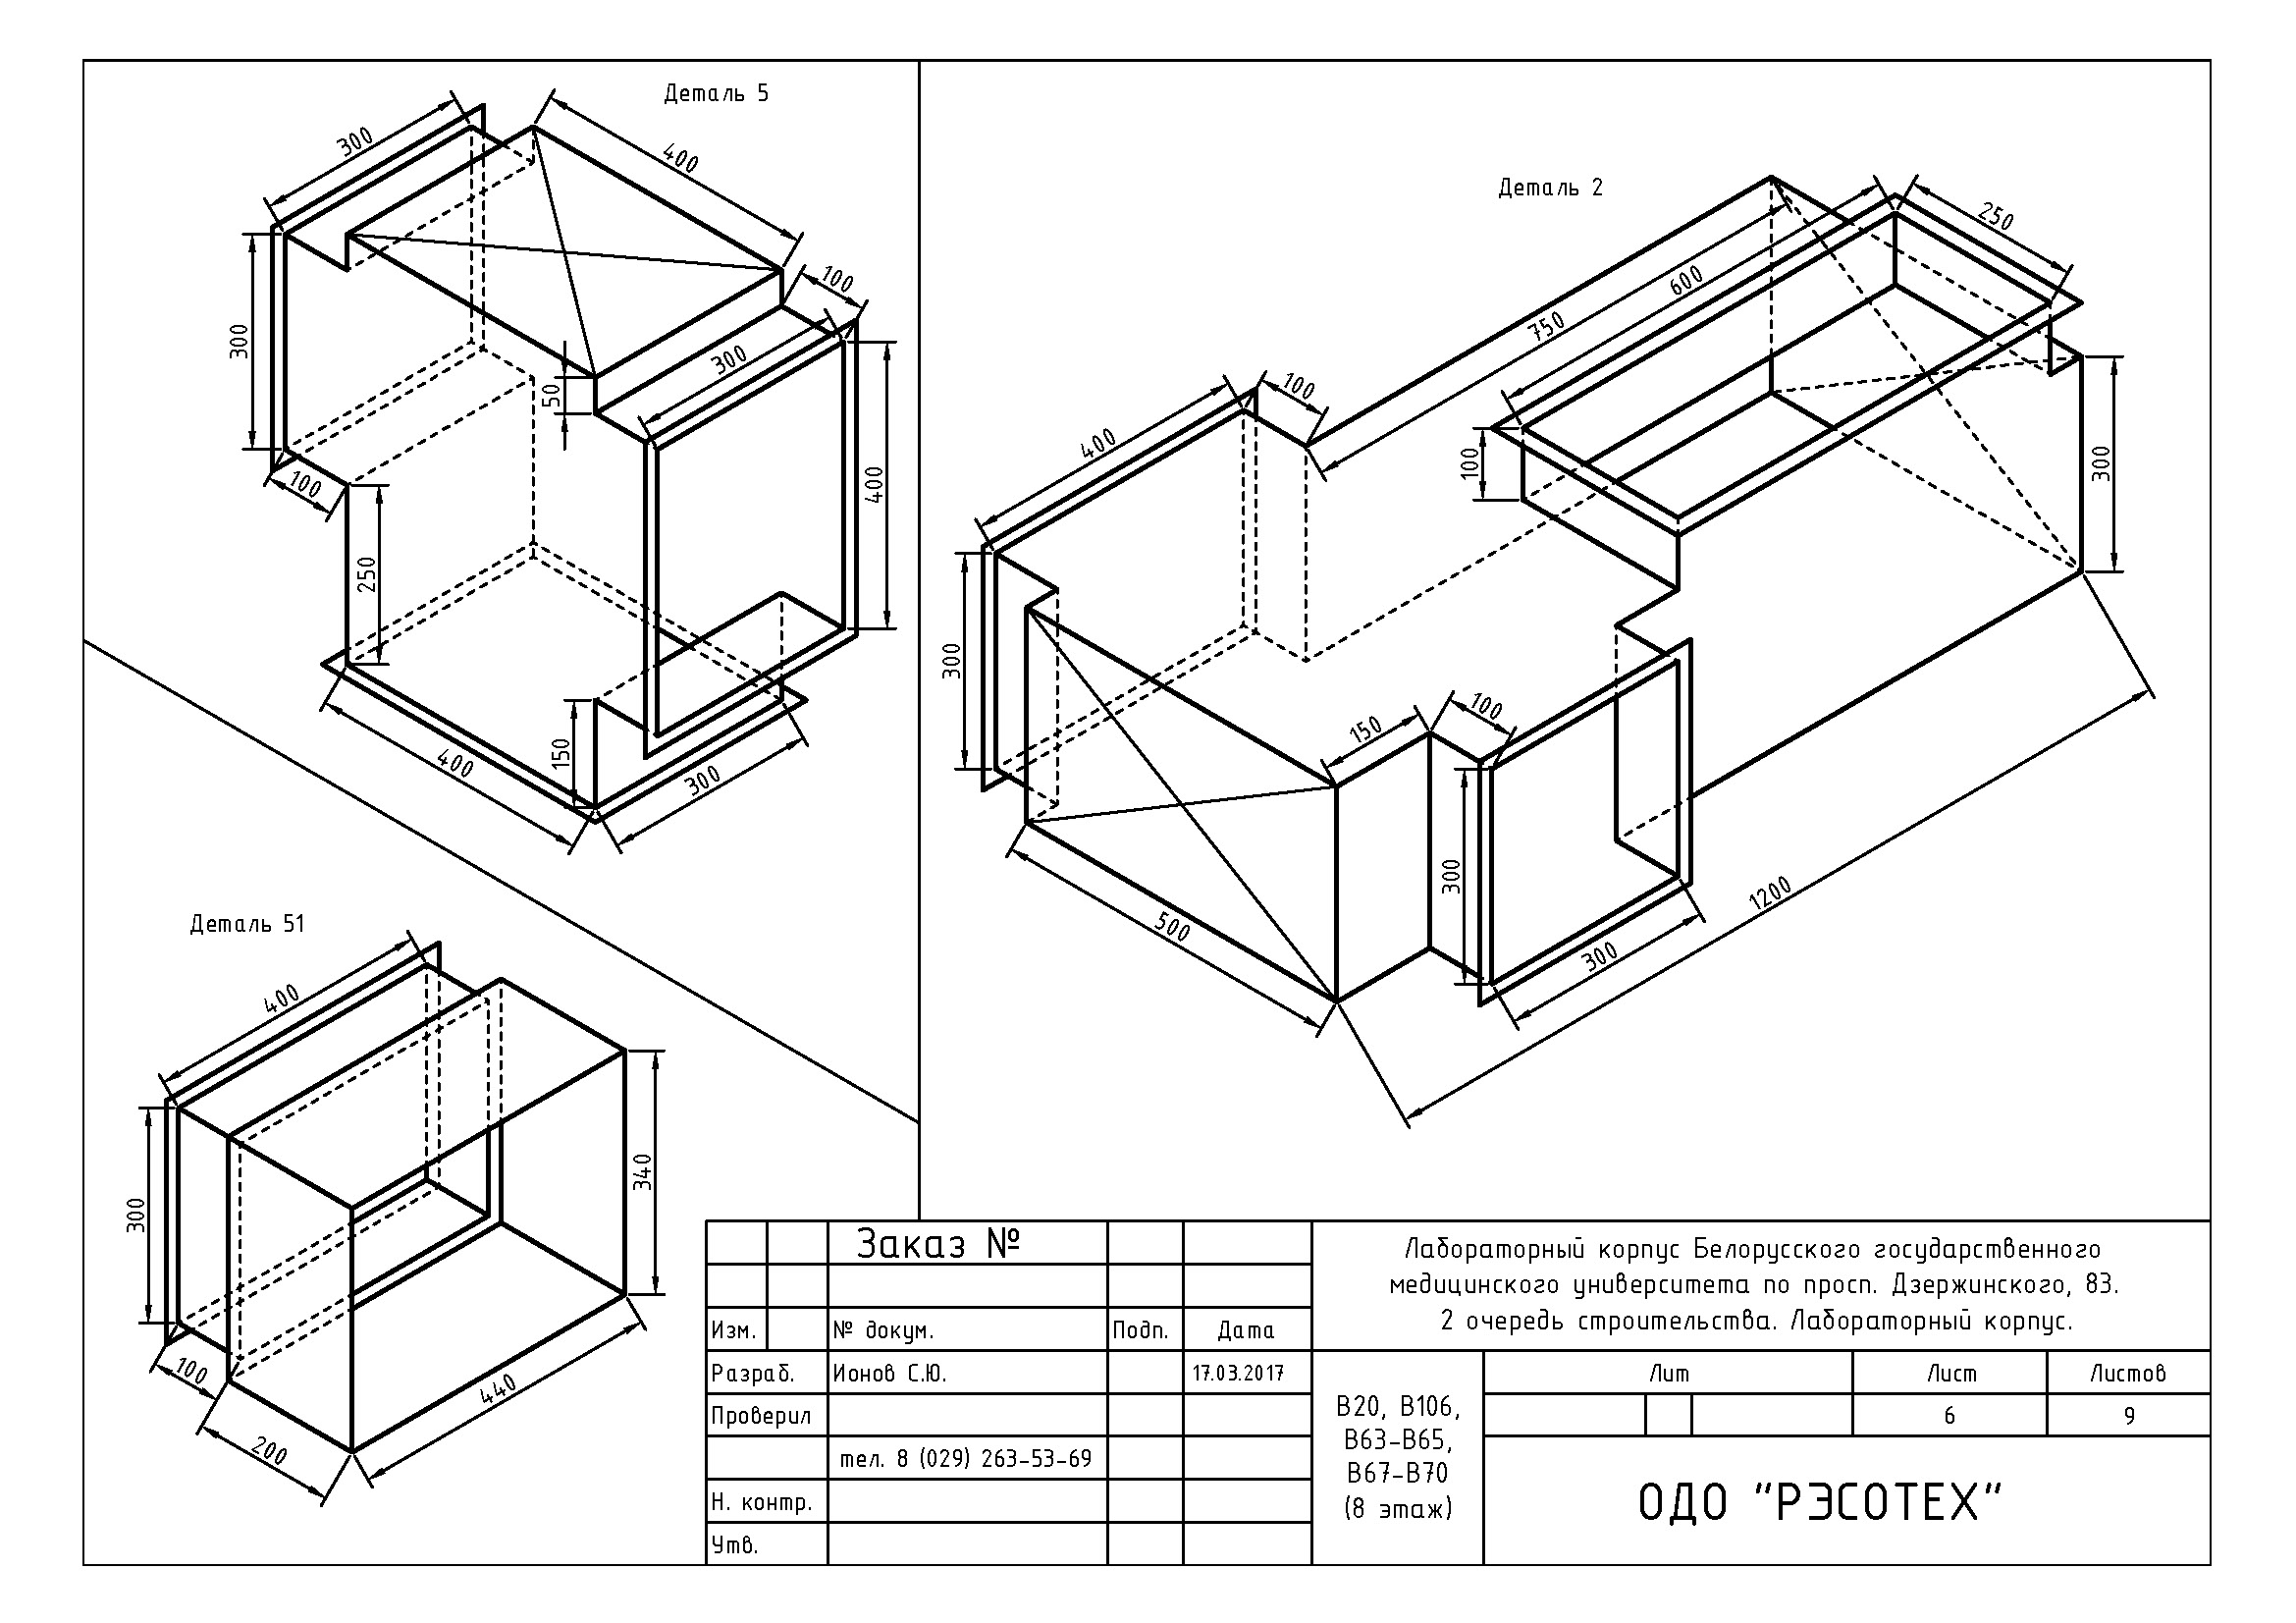 Деталь 5
300
400
100
300
300
50
400
100
250
150
400
300
Деталь 2
250
600
750
100
400
100
300
300
150
100
300
500
300
1200
Деталь 51
400
300
340
100
440
200
Заказ №
Изм.
№ докум.
Подп.
Дата
Разраб.
Ионов С.Ю.
17.03.2017
Проверил
тел. 8 (029) 263-53-69
Н. контр.
Утв.
Лабораторный корпус Белорусского государственного
медицинского университета по просп. Дзержинского, 83.
2 очередь строительства. Лабораторный корпус.
В20, В106,
В63-В65,
В67-В70
(8 этаж)
Лит
Лист
Листов
6
9
ОДО “РЭСОТЕХ“